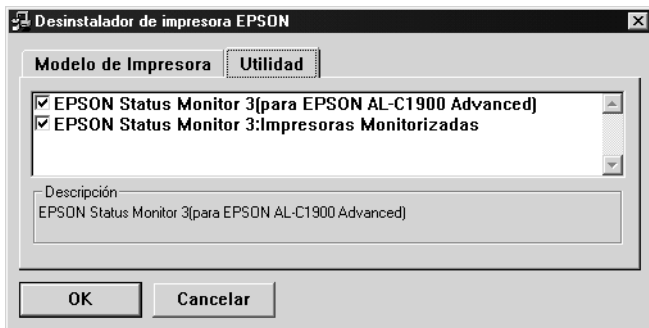 Desinstalador de impresora EPSON
Modelo de Impresora Utilidad
EPSON Status Monitor 3(para EPSON AL-C1900 Advanced)
EPSON Status Monitor 3:Impresoras Monitorizadas
Descripción
EPSON Status Monitor 3(para EPSON AL-C1900 Advanced)
OK Cancelar